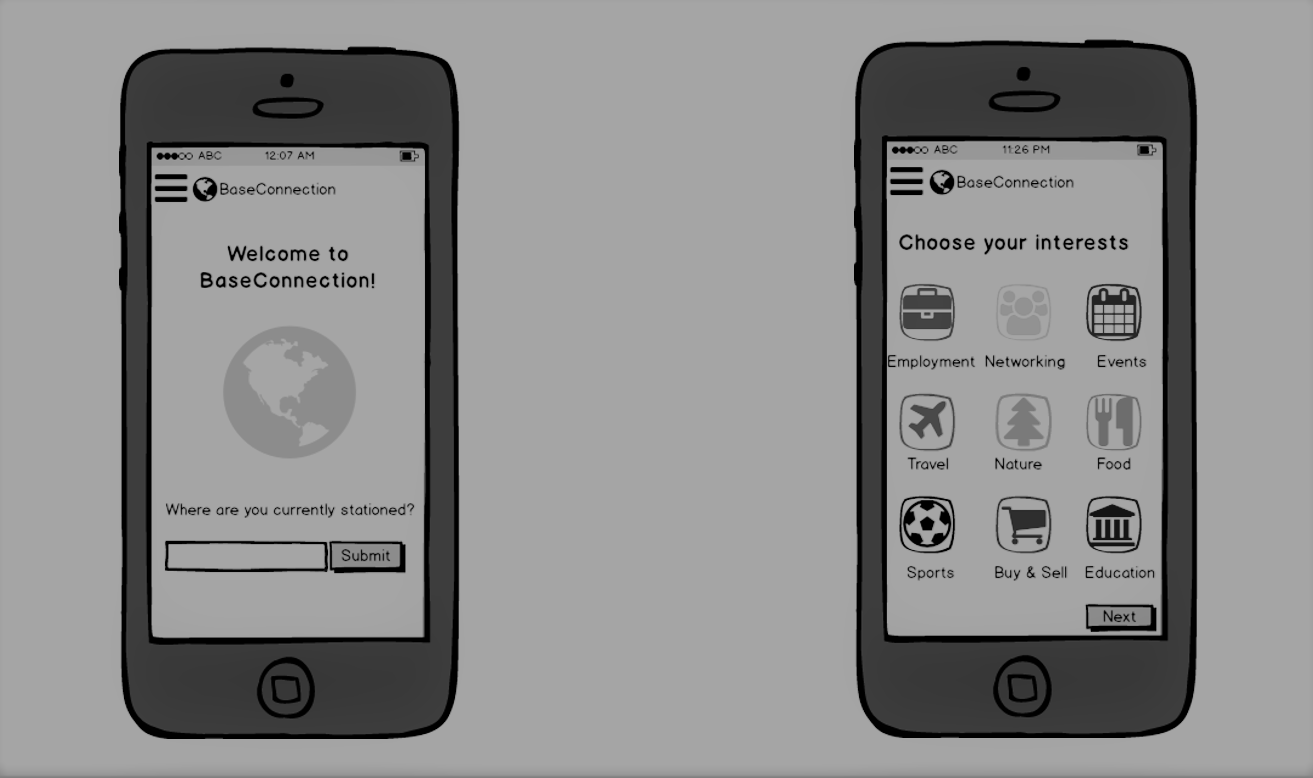 ABC 12:07 AM
BaseConnection
Welcome to
BaseConnection!
Where are you currently stationed?
Submit
ABC 11:26 PM
BaseConnection
Choose your interests
Employment Networking Events
Travel Nature Food
Sports Buy & Sell Education
Next